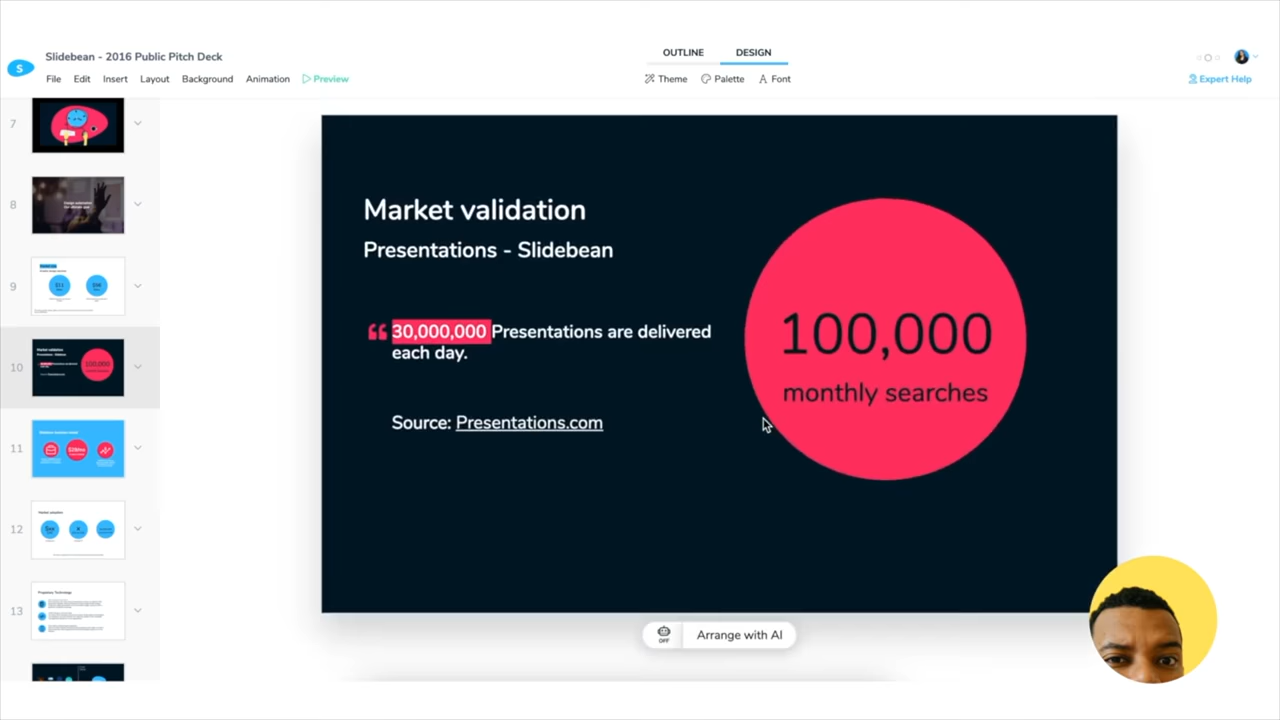 Slidebean - 2016 Public Pitch Deck
OUTLINE
DESIGN
S
File Edit Insert Layout Background Animation Preview
Theme Palette Font
Expert Help
7
8
9
10
11
12
13
Market validation
Presentations - Slidebean
“ 30,000,000 Presentations are delivered
each day.
Source: Presentations.com
100,000
monthly searches
OFF
Arrange with AI